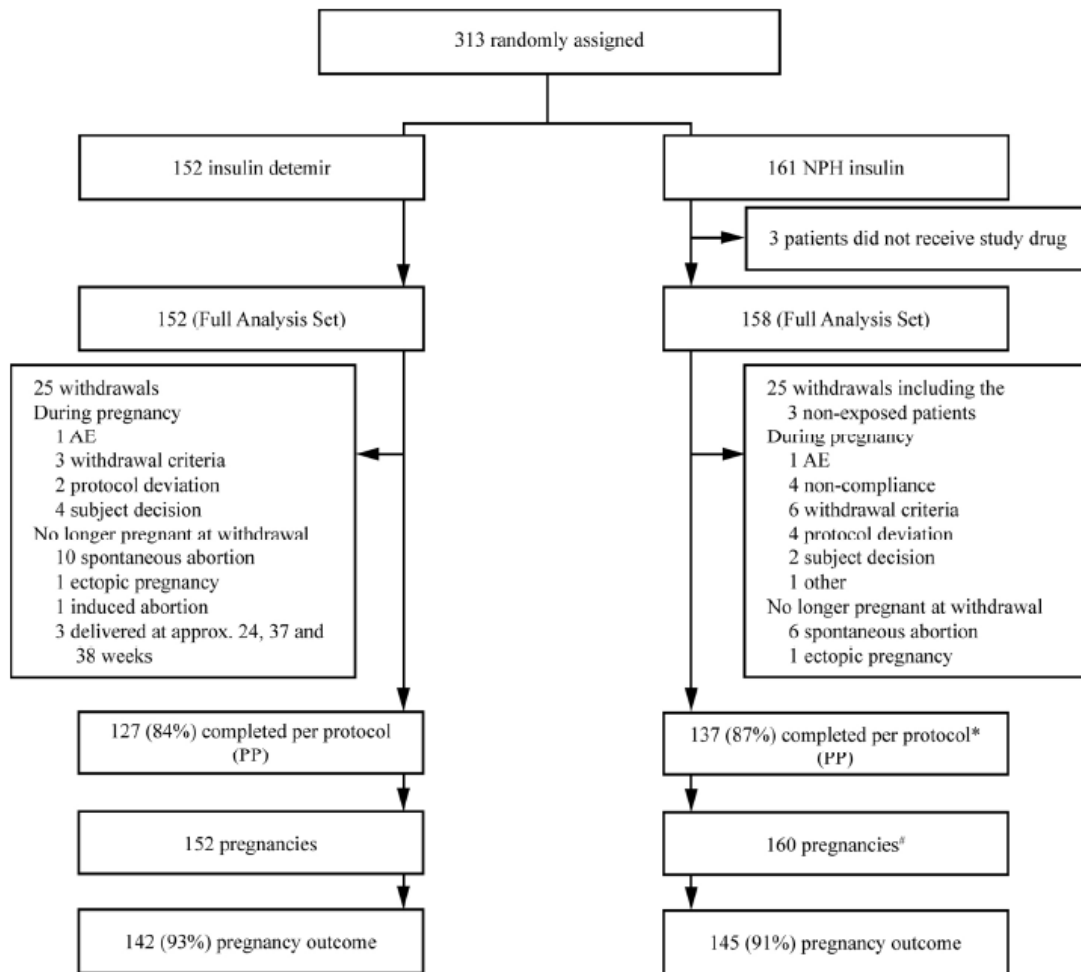 313 randomly assigned
152 insulin detemir
161 NPH insulin
3 patients did not receive study drug
152 (Full Analysis Set)
158 (Full Analysis Set)
25 withdrawals
During pregnancy
1 AE
3 withdrawal criteria
2 protocol deviation
4 subject decision
No longer pregnant at withdrawal
10 spontaneous abortion
1 ectopic pregnancy
1 induced abortion
3 delivered at approx. 24, 37 and
38 weeks
25 withdrawals including the
3 non-exposed patients
During pregnancy
1 AE
4 non-compliance
6 withdrawal criteria
4 protocol deviation
2 subject decision
1 other
No longer pregnant at withdrawal
6 spontaneous abortion
1 ectopic pregnancy
127 (84%) completed per protocol
(PP)
137 (87%) completed per protocol*
(PP)
152 pregnancies
160 pregnancies#
142 (93%) pregnancy outcome
145 (91%) pregnancy outcome